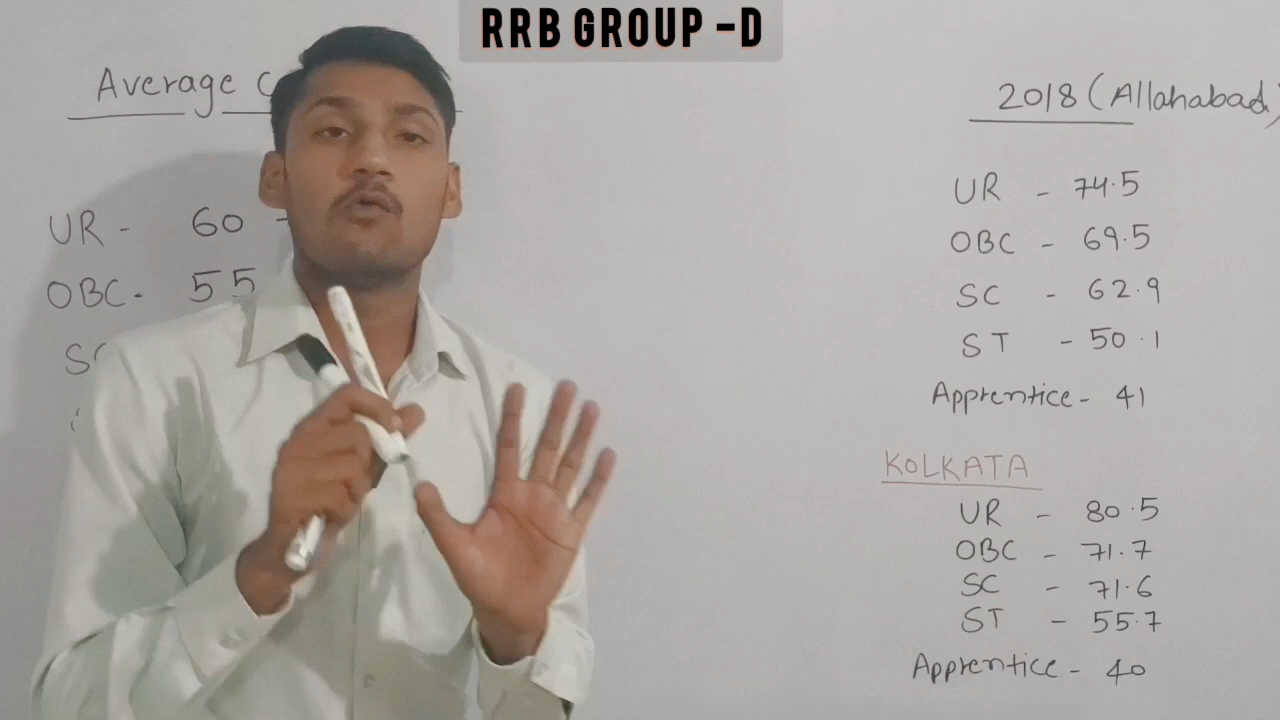 RRB GROUP -D
Average
UR - 60 -
OBC- 55
2018 (Allahabad)
UR - 74.5
OBC - 69.5
SC - 62.9
ST - 50.1
Apprentice - 41
KOLKATA
UR - 80.5
OBC - 71.7
SC - 71.6
ST - 55.7
Apprentice - 40